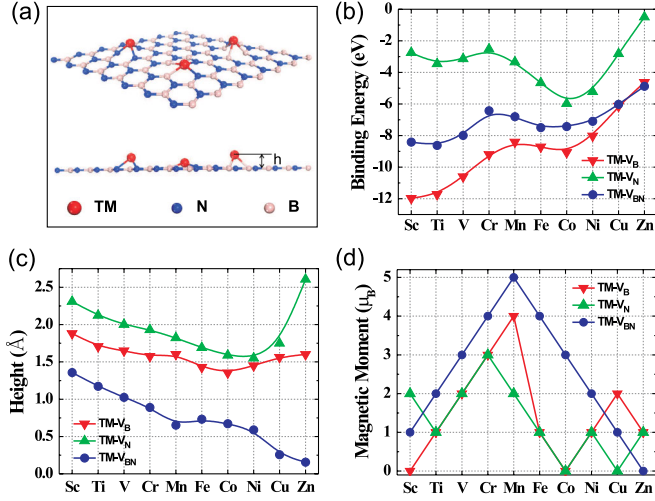 (a)
h
TM N B
(b)
Binding Energy (eV)
0
-2
-4
-6
-8
-10
-12
TM-V_B
TM-V_N
TM-V_BN
Sc Ti V Cr Mn Fe Co Ni Cu Zn
(c)
Height (Å)
2.5
2.0
1.5
1.0
0.5
0.0
TM-V_B
TM-V_N
TM-V_BN
Sc Ti V Cr Mn Fe Co Ni Cu Zn
(d)
Magnetic Moment (μ_B)
5
4
3
2
1
0
TM-V_B
TM-V_N
TM-V_BN
Sc Ti V Cr Mn Fe Co Ni Cu Zn